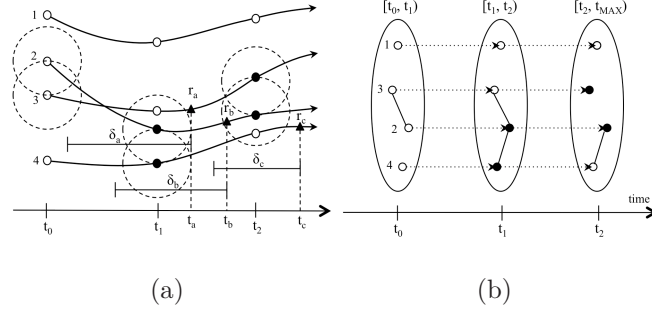 1
2
3
4
r_a
r_b
r_c
δ_a
δ_b
δ_c
t_0
t_1
t_a
t_b
t_2
t_c
(a)
[t_0, t_1)
[t_1, t_2)
[t_2, t_MAX)
1
3
2
4
time
t_0
t_1
t_2
(b)